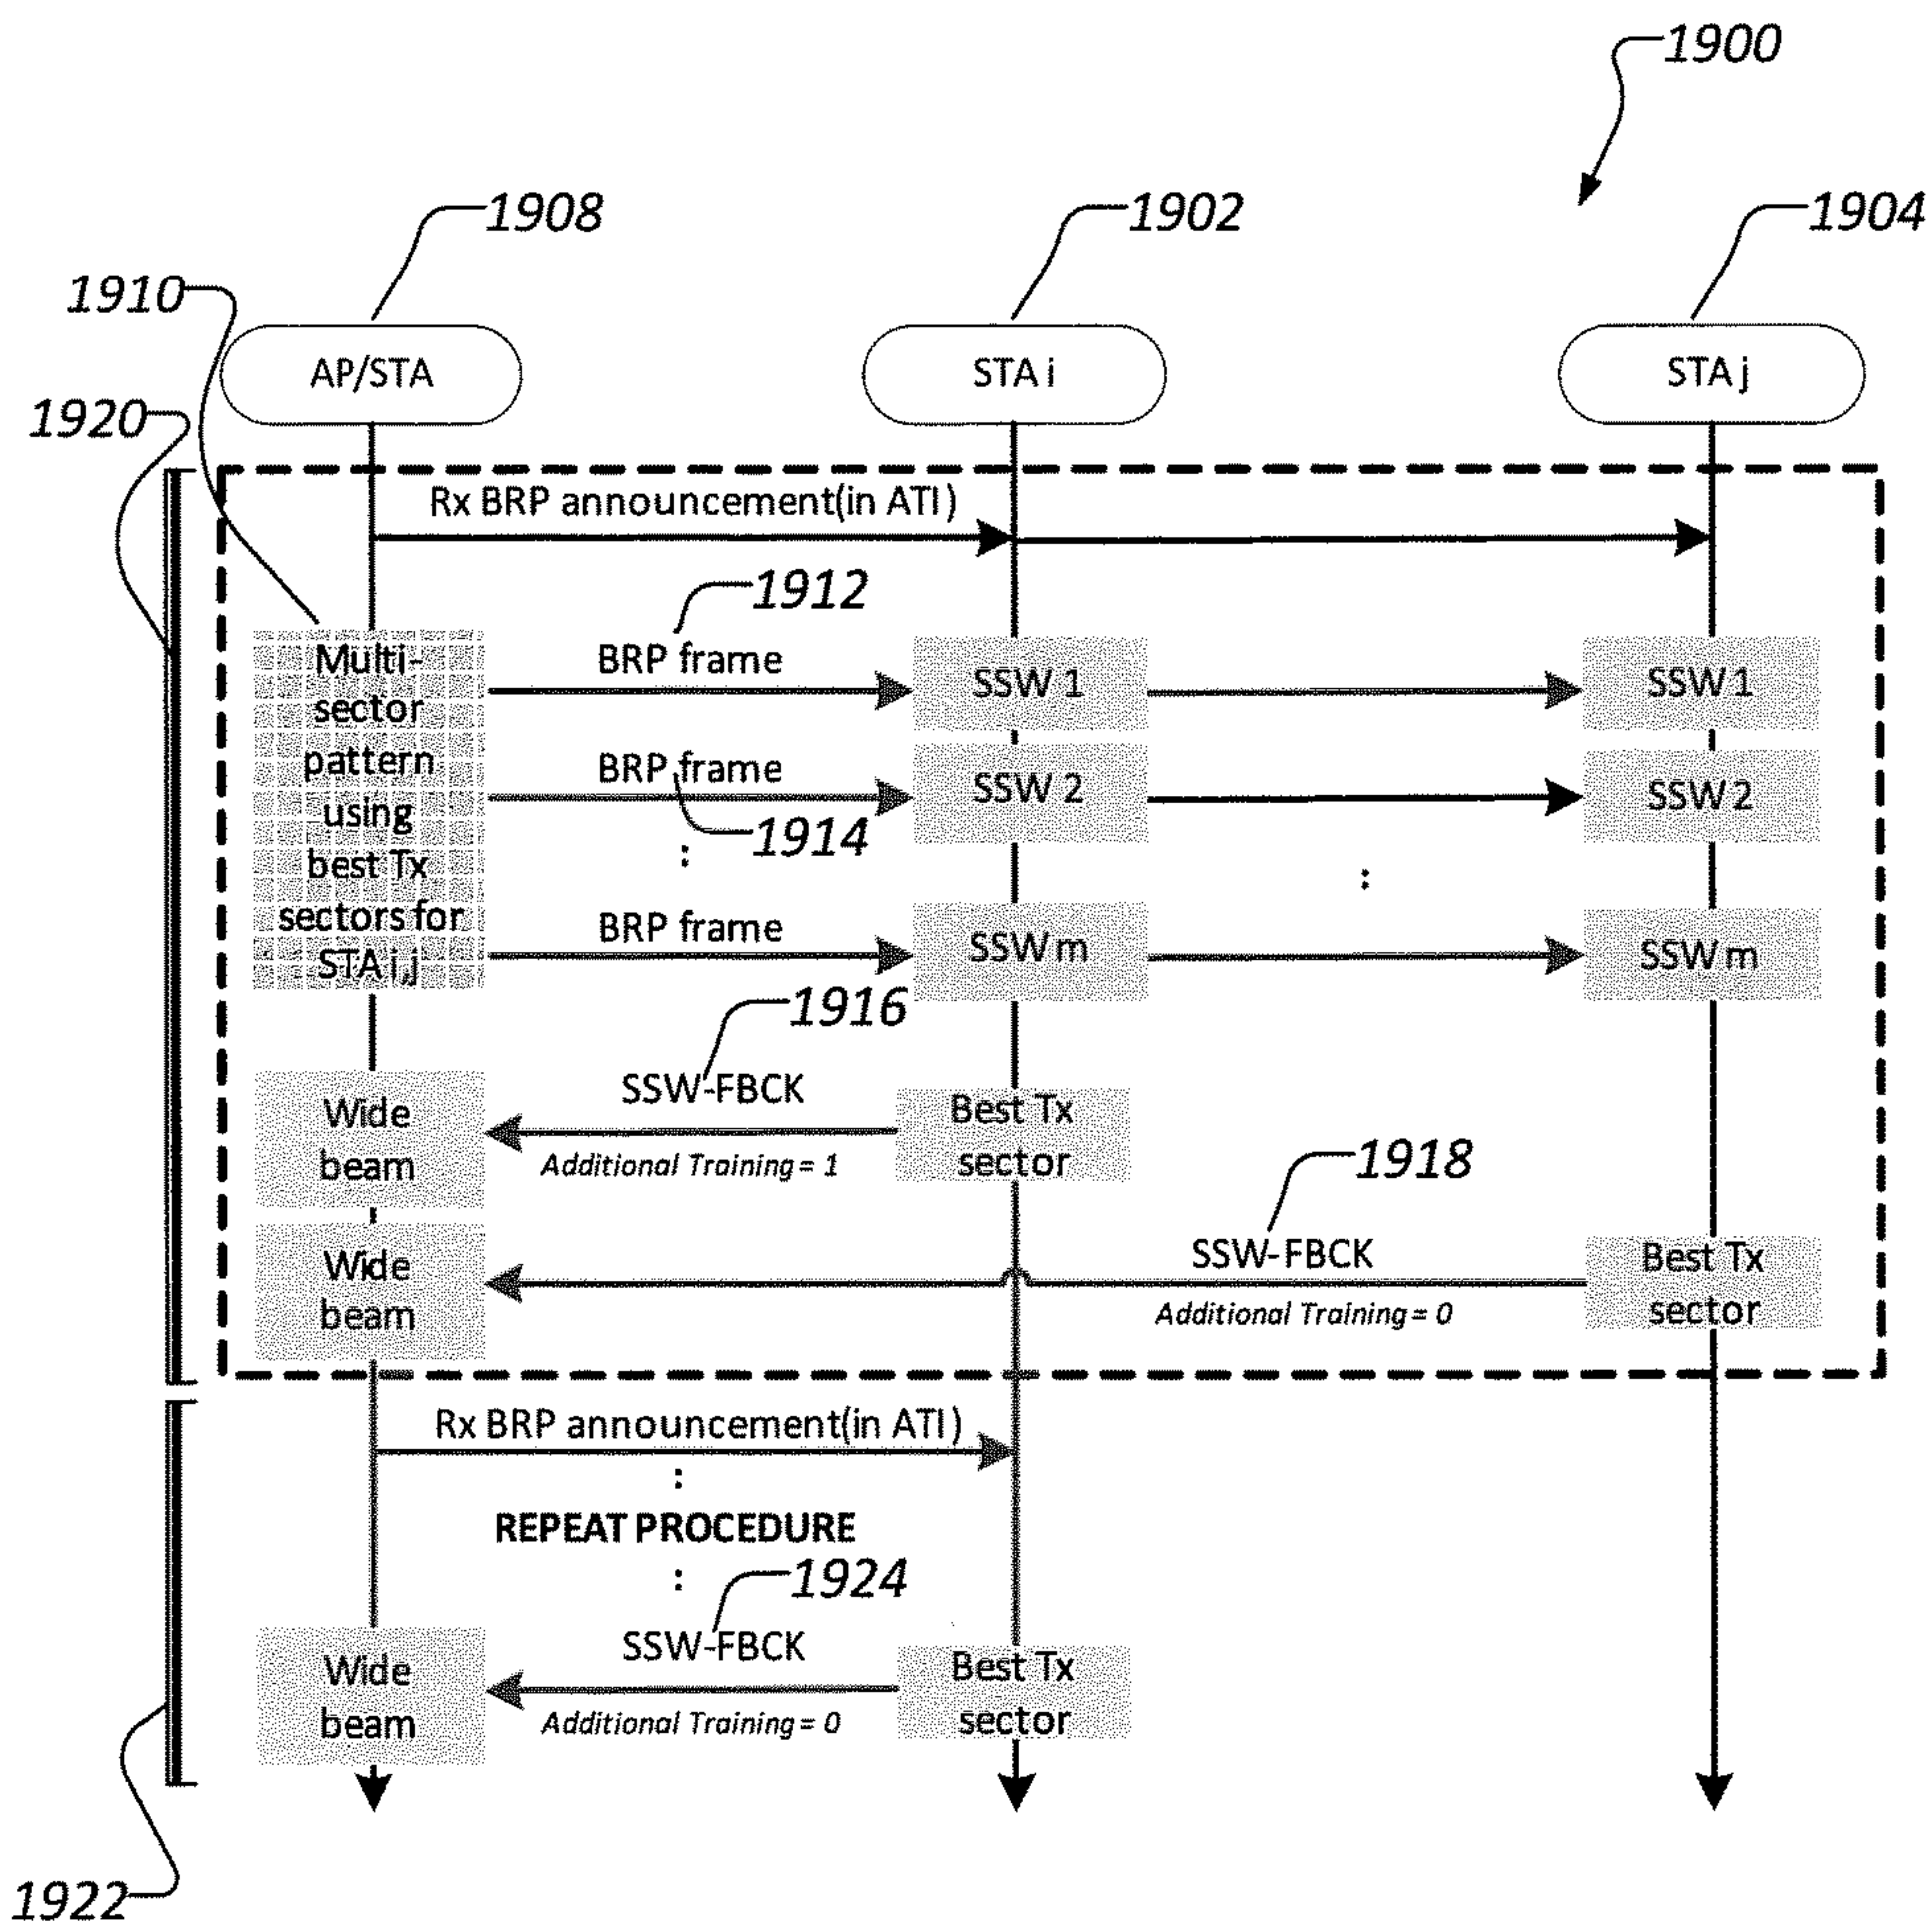 1900
1908
1902
1904
1910
AP/STA
STA i
STA j
1920
Rx BRP announcement(in ATI)
1912
Multi-
sector
pattern
using
best Tx
sectors for
STA i,j
BRP frame
SSW 1
SSW 1
BRP frame
SSW 2
SSW 2
1914
:
:
BRP frame
SSW m
SSW m
1916
Wide
beam
SSW-FBCK
Additional Training = 1
Best Tx
sector
1918
Wide
beam
SSW-FBCK
Additional Training = 0
Best Tx
sector
Rx BRP announcement(in ATI)
:
REPEAT PROCEDURE
:
1924
Wide
beam
SSW-FBCK
Additional Training = 0
Best Tx
sector
1922